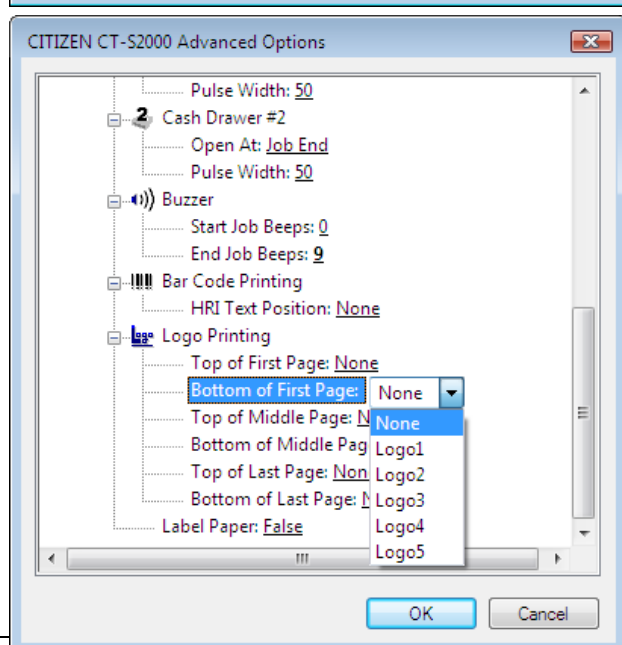 CITIZEN CT-S2000 Advanced Options
Pulse Width: 50
2 Cash Drawer #2
Open At: Job End
Pulse Width: 50
Buzzer
Start Job Beeps: 0
End Job Beeps: 9
Bar Code Printing
HRI Text Position: None
logo Logo Printing
Top of First Page: None
Bottom of First Page: None
Top of Middle Page: N None
Bottom of Middle Pag Logo1
Top of Last Page: Non Logo2
Bottom of Last Page: N Logo3
Label Paper: False Logo4
Logo5
OK Cancel